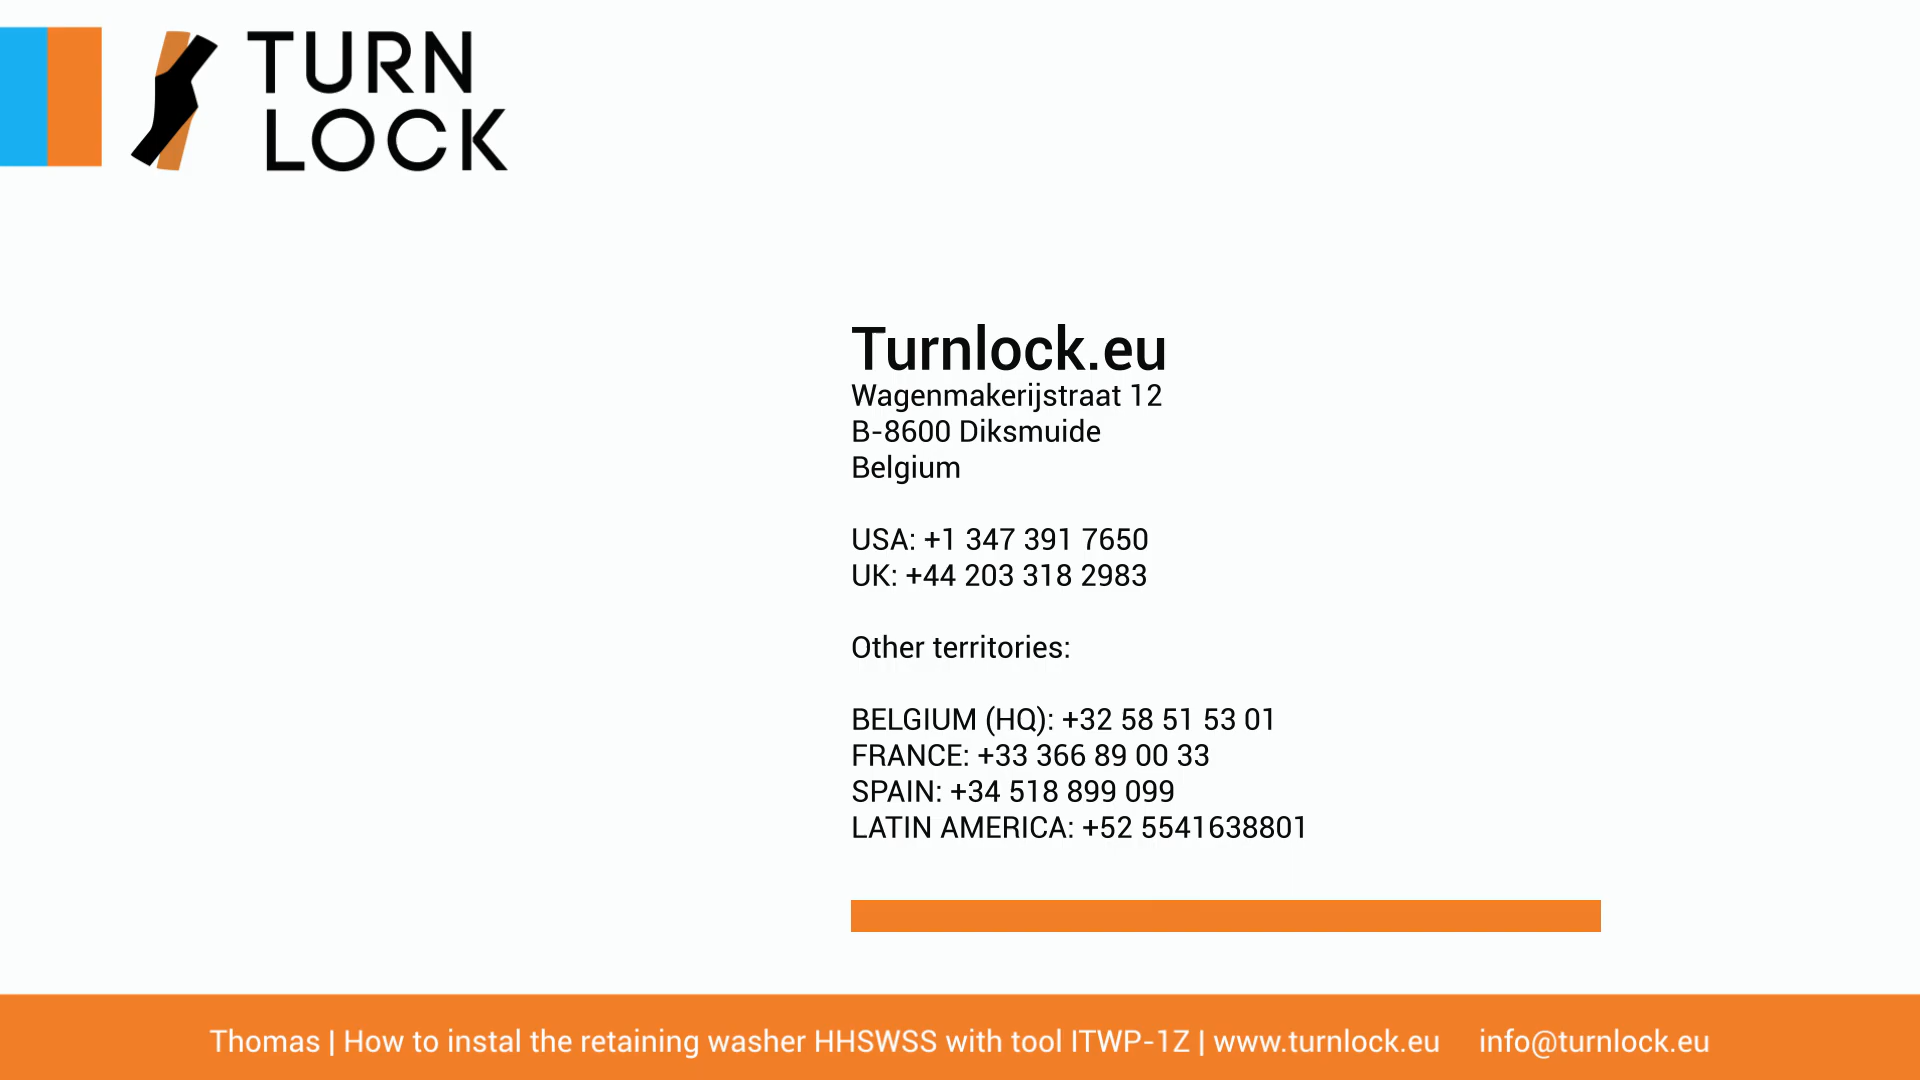 TURN
LOCK
Turnlock.eu
Wagenmakerijstraat 12
B-8600 Diksmuide
Belgium
USA: +1 347 391 7650
UK: +44 203 318 2983
Other territories:
BELGIUM (HQ): +32 58 51 53 01
FRANCE: +33 366 89 00 33
SPAIN: +34 518 899 099
LATIN AMERICA: +52 5541638801
Thomas | How to instal the retaining washer HHSWSS with tool ITWP-1Z | www.turnlock.eu info@turnlock.eu